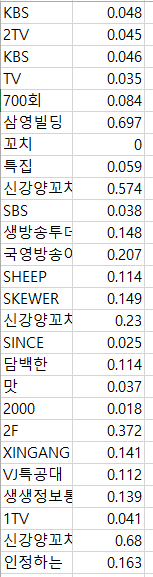 KBS 0.048
2TV 0.045
KBS 0.046
TV 0.035
700회 0.084
삼영빌딩 0.697
꼬치 0
특집 0.059
신강양꼬치 0.574
SBS 0.038
생방송투데 0.148
국영방송이 0.207
SHEEP 0.114
SKEWER 0.149
신강양꼬치 0.23
SINCE 0.025
담백한 0.114
맛 0.037
2000 0.018
2F 0.372
XINGANG 0.141
VJ특공대 0.112
생생정보통 0.139
1TV 0.041
신강양꼬치 0.68
인정하는 0.163